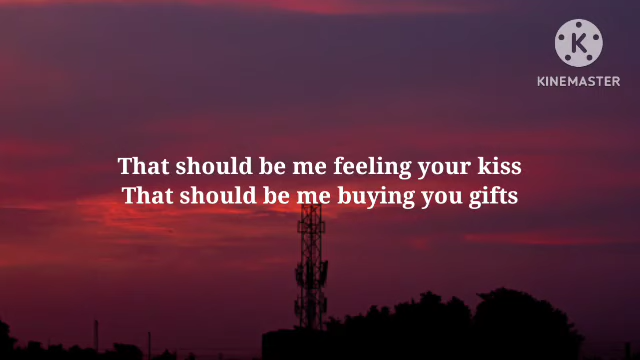 K
KINEMASTER
That should be me feeling your kiss
That should be me buying you gifts